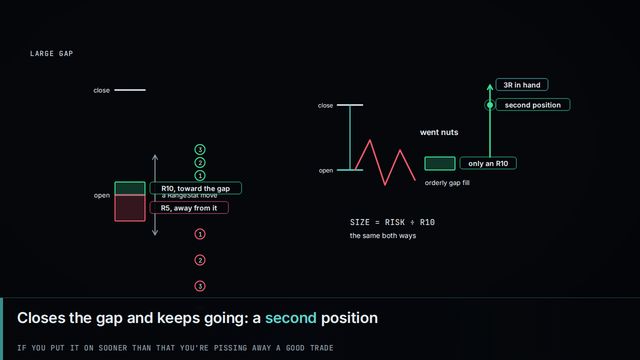 LARGE GAP
close
3
2
1
R10, toward the gap
a RangeStat move
open
R5, away from it
1
2
3
3R in hand
close
second position
went nuts
open
only an R10
orderly gap fill
SIZE = RISK ÷ R10
the same both ways
Closes the gap and keeps going: a second position
IF YOU PUT IT ON SOONER THAN THAT YOU'RE PISSING AWAY A GOOD TRADE